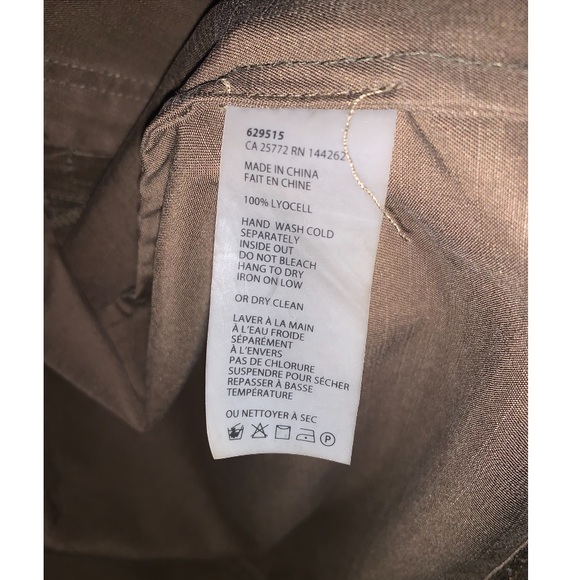 629515
CA 25772 RN 144262
MADE IN CHINA
FAIT EN CHINE
100% LYOCELL
HAND WASH COLD
SEPARATELY
INSIDE OUT
DO NOT BLEACH
HANG TO DRY
IRON ON LOW
OR DRY CLEAN
LAVER À LA MAIN
À L'EAU FROIDE
SÉPARÉMENT
À L'ENVERS
PAS DE CHLORURE
SUSPENDRE POUR SÉCHER
REPASSER À BASSE
TEMPÉRATURE
OU NETTOYER À SEC
P